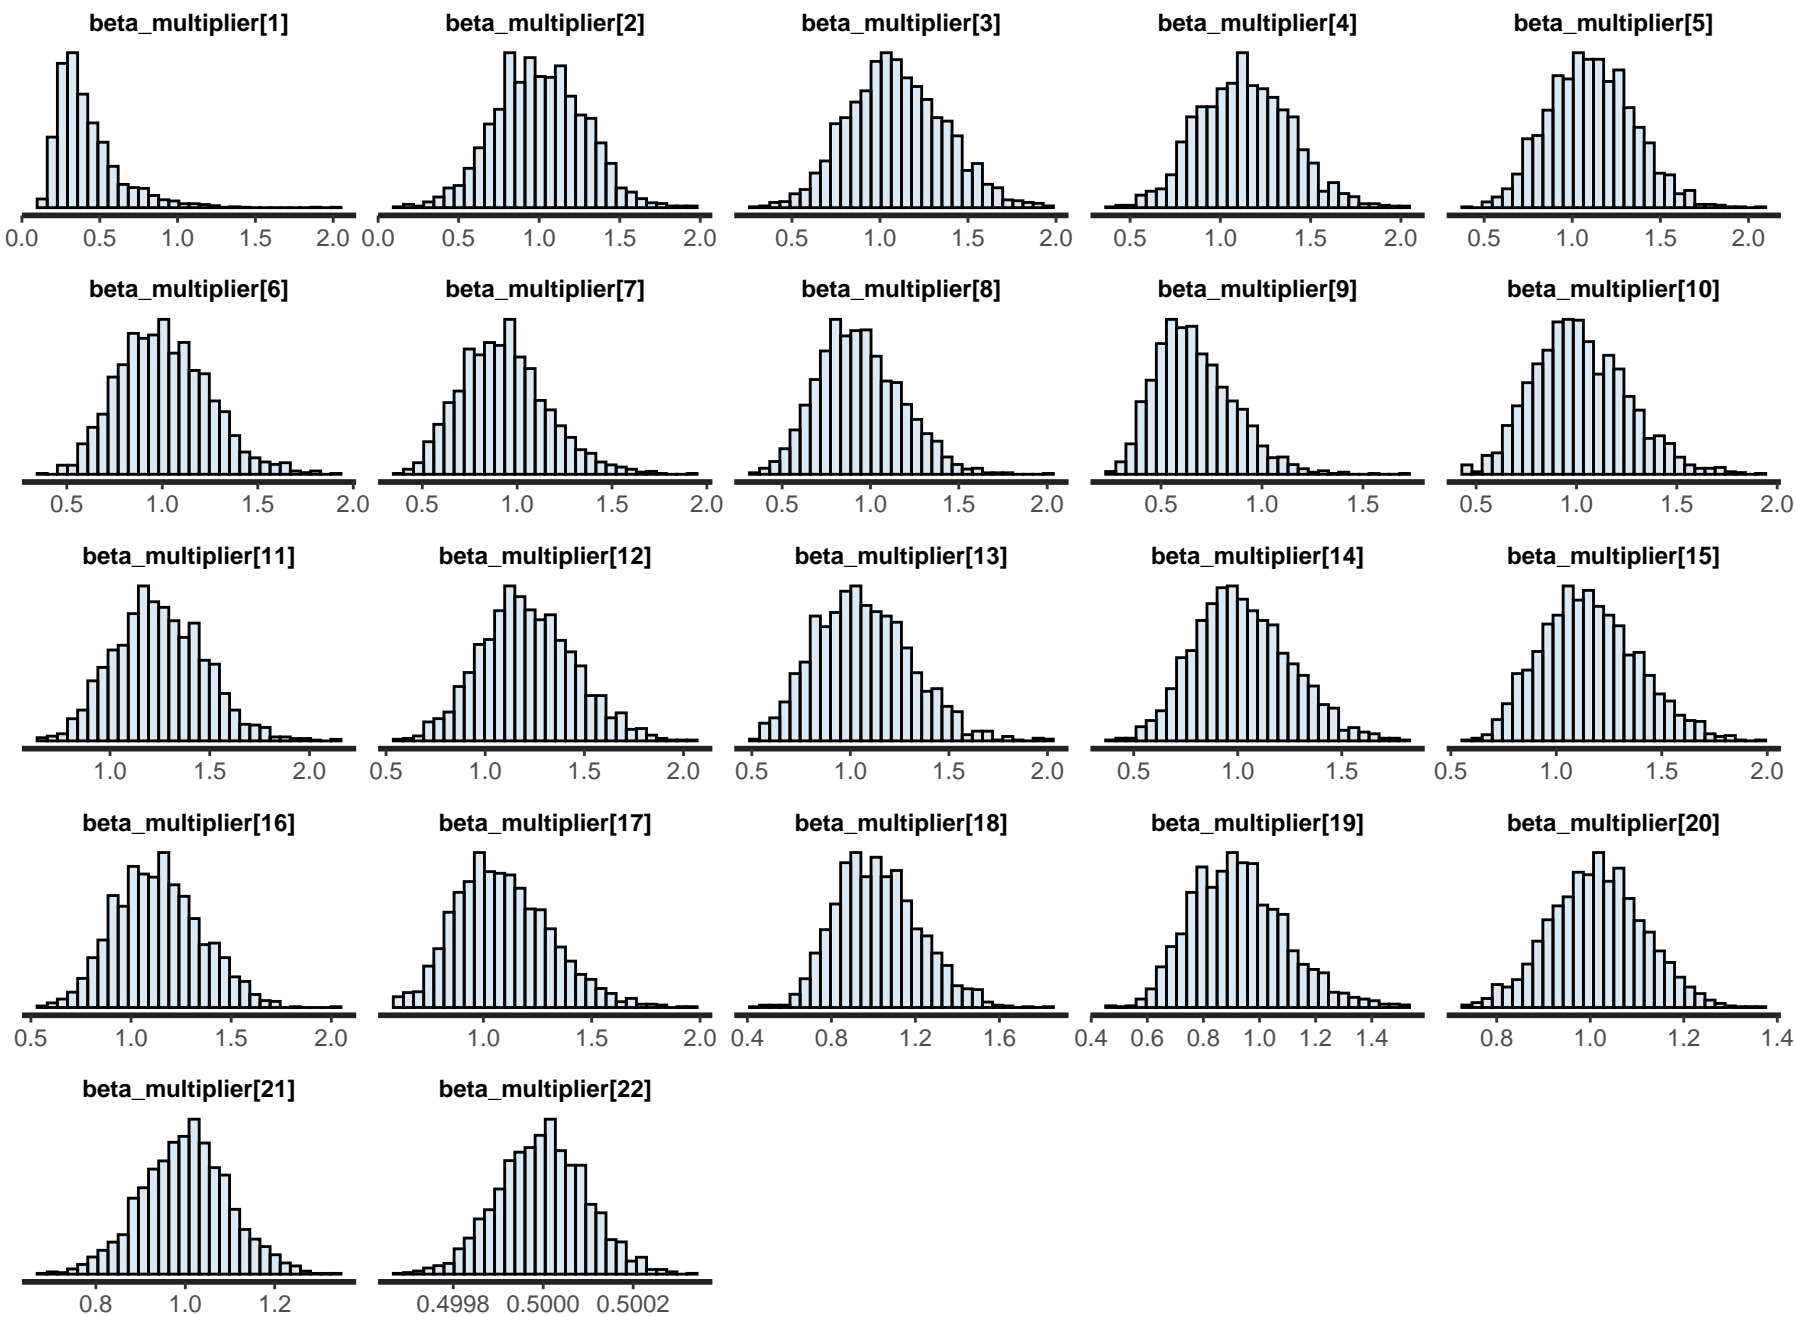 beta_multiplier[1] beta_multiplier[2] beta_multiplier[3] beta_multiplier[4] beta_multiplier[5]
0.0 0.5 1.0 1.5 2.0 0.0 0.5 1.0 1.5 2.0 0.5 1.0 1.5 2.0 0.5 1.0 1.5 2.0 0.5 1.0 1.5 2.0
beta_multiplier[6] beta_multiplier[7] beta_multiplier[8] beta_multiplier[9] beta_multiplier[10]
0.5 1.0 1.5 2.0 0.5 1.0 1.5 2.0 0.5 1.0 1.5 2.0 0.5 1.0 1.5 0.5 1.0 1.5 2.0
beta_multiplier[11] beta_multiplier[12] beta_multiplier[13] beta_multiplier[14] beta_multiplier[15]
1.0 1.5 2.0 0.5 1.0 1.5 2.0 0.5 1.0 1.5 2.0 0.5 1.0 1.5 0.5 1.0 1.5 2.0
beta_multiplier[16] beta_multiplier[17] beta_multiplier[18] beta_multiplier[19] beta_multiplier[20]
0.5 1.0 1.5 2.0 1.0 1.5 2.0 0.4 0.8 1.2 1.6 0.4 0.6 0.8 1.0 1.2 1.4 0.8 1.0 1.2 1.4
beta_multiplier[21] beta_multiplier[22]
0.8 1.0 1.2 0.4998 0.5000 0.5002